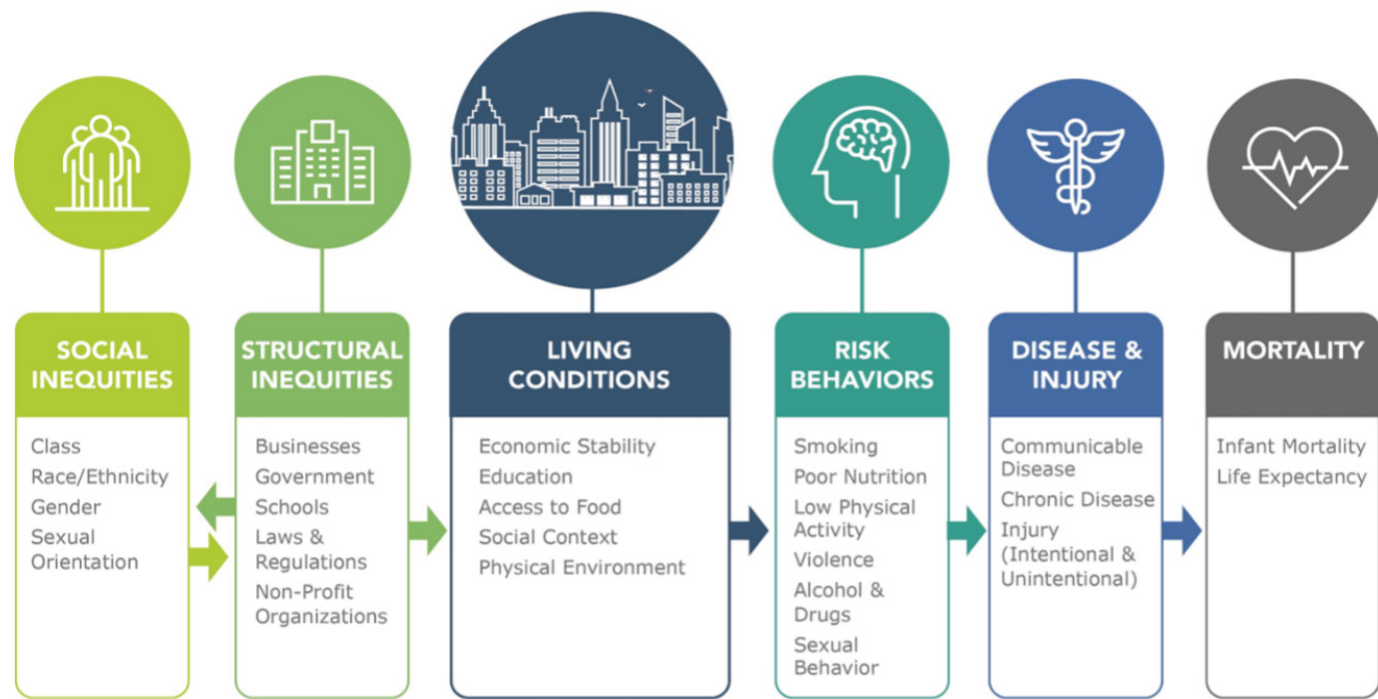 SOCIAL
INEQUITIES
Class
Race/Ethnicity
Gender
Sexual
Orientation
STRUCTURAL
INEQUITIES
Businesses
Government
Schools
Laws &
Regulations
Non-Profit
Organizations
LIVING
CONDITIONS
Economic Stability
Education
Access to Food
Social Context
Physical Environment
RISK
BEHAVIORS
Smoking
Poor Nutrition
Low Physical
Activity
Violence
Alcohol &
Drugs
Sexual
Behavior
DISEASE &
INJURY
Communicable
Disease
Chronic Disease
Injury
(Intentional &
Unintentional)
MORTALITY
Infant Mortality
Life Expectancy